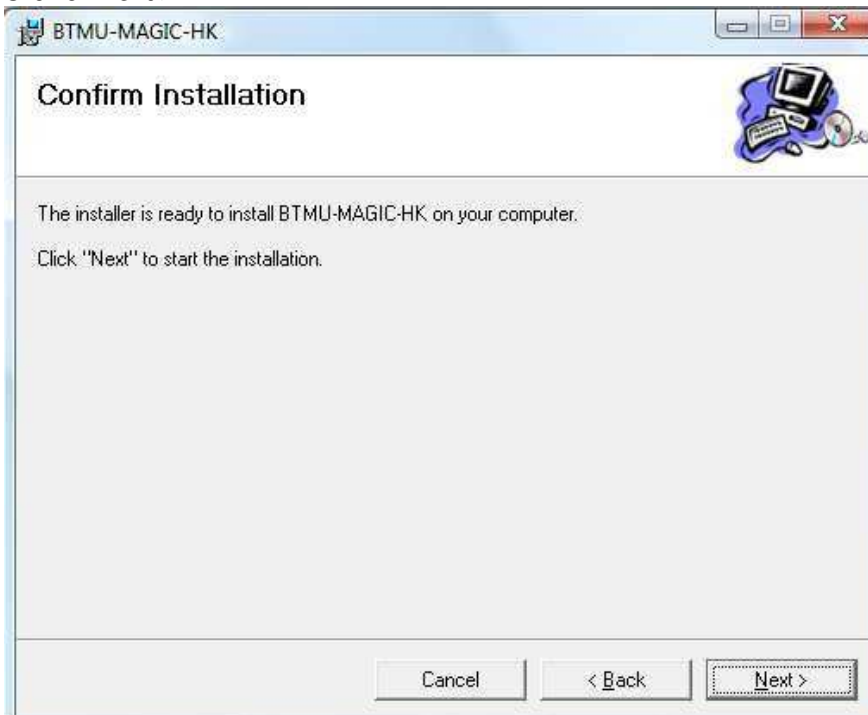 BTMU-MAGIC-HK
Confirm Installation
The installer is ready to install BTMU-MAGIC-HK on your computer.
Click "Next" to start the installation.
Cancel
< Back
Next >